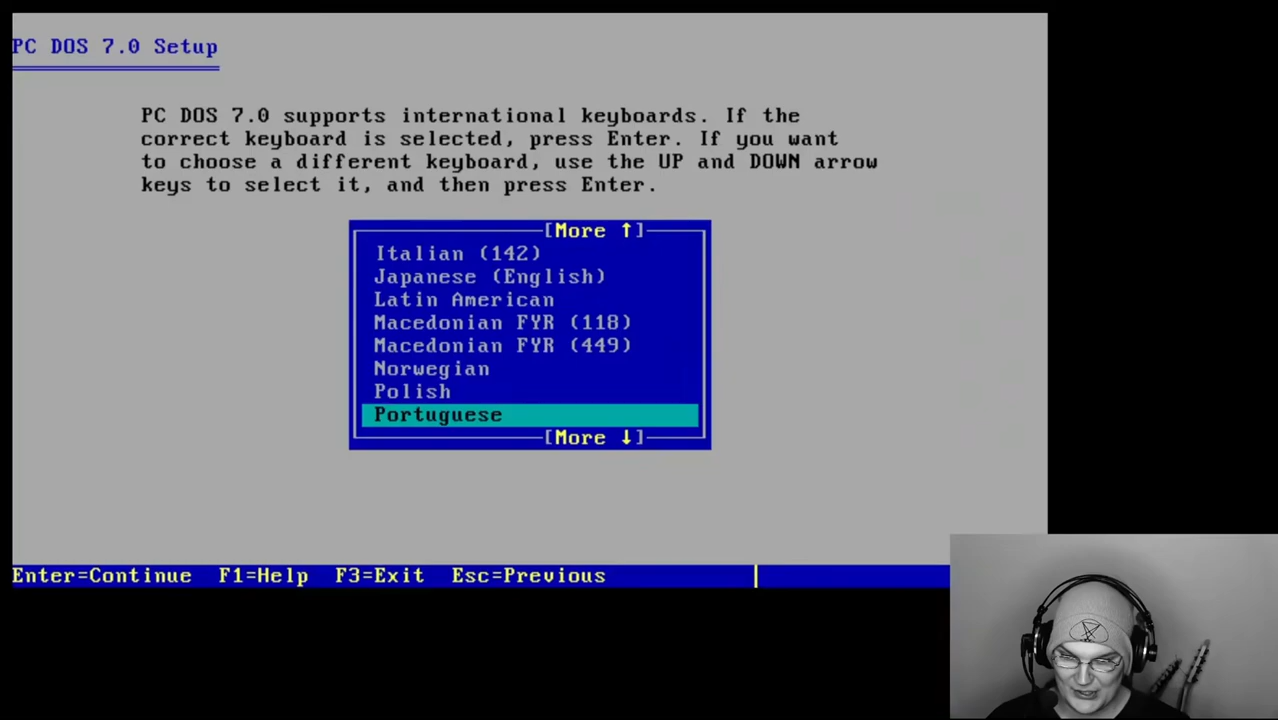 PC DOS 7.0 Setup
PC DOS 7.0 supports international keyboards. If the
correct keyboard is selected, press Enter. If you want
to choose a different keyboard, use the UP and DOWN arrow
keys to select it, and then press Enter.
[More ↑]
Italian (142)
Japanese (English)
Latin American
Macedonian FYR (118)
Macedonian FYR (449)
Norwegian
Polish
Portuguese
[More ↓]
Enter=Continue F1=Help F3=Exit Esc=Previous